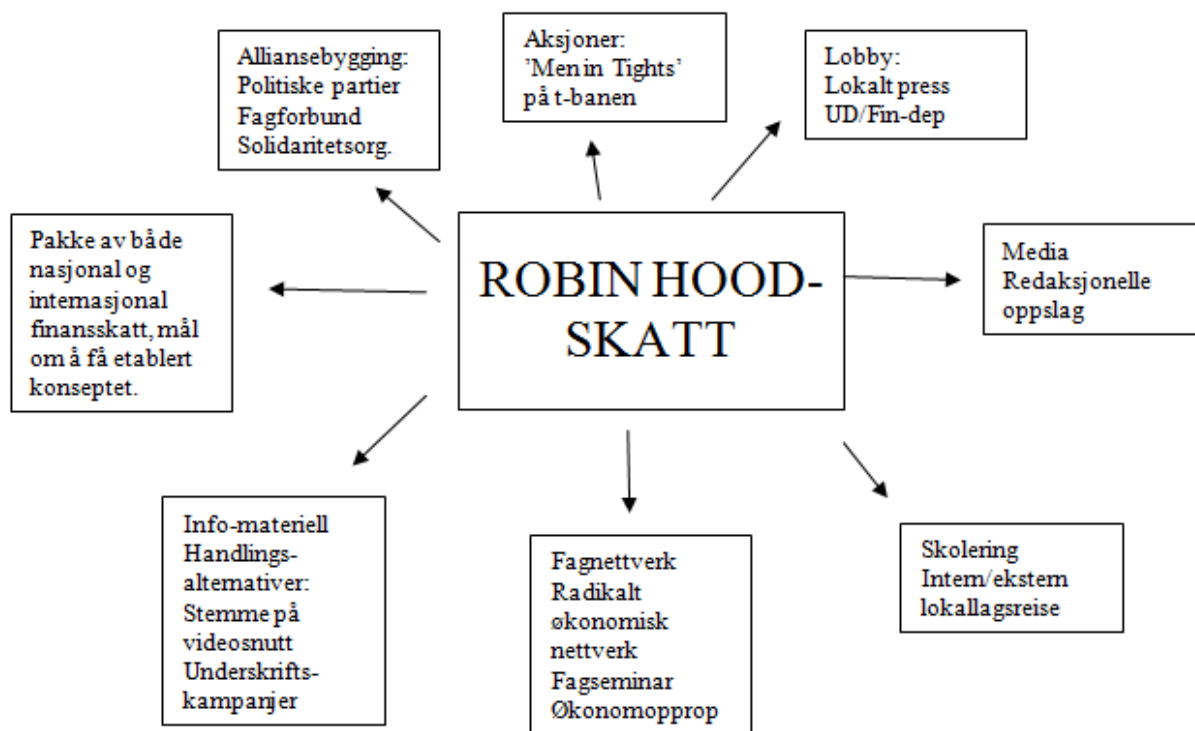 Alliansebygging:
Politiske partier
Fagforbund
Solidaritetsorg.
Aksjoner:
’Men in Tights’
på t-banen
Lobby:
Lokalt press
UD/Fin-dep
Pakke av både
nasjonal og
internasjonal
finansskatt, mål
om å få etablert
konseptet.
ROBIN HOOD-
SKATT
Media
Redaksjonelle
oppslag
Info-materiell
Handlings-
alternativer:
Stemme på
videosnutt
Underskrifts-
kampanjer
Fagnettverk
Radikalt
økonomisk
nettverk
Fagseminar
Økonomopprop
Skolering
Intern/ekstern
lokallagsreise